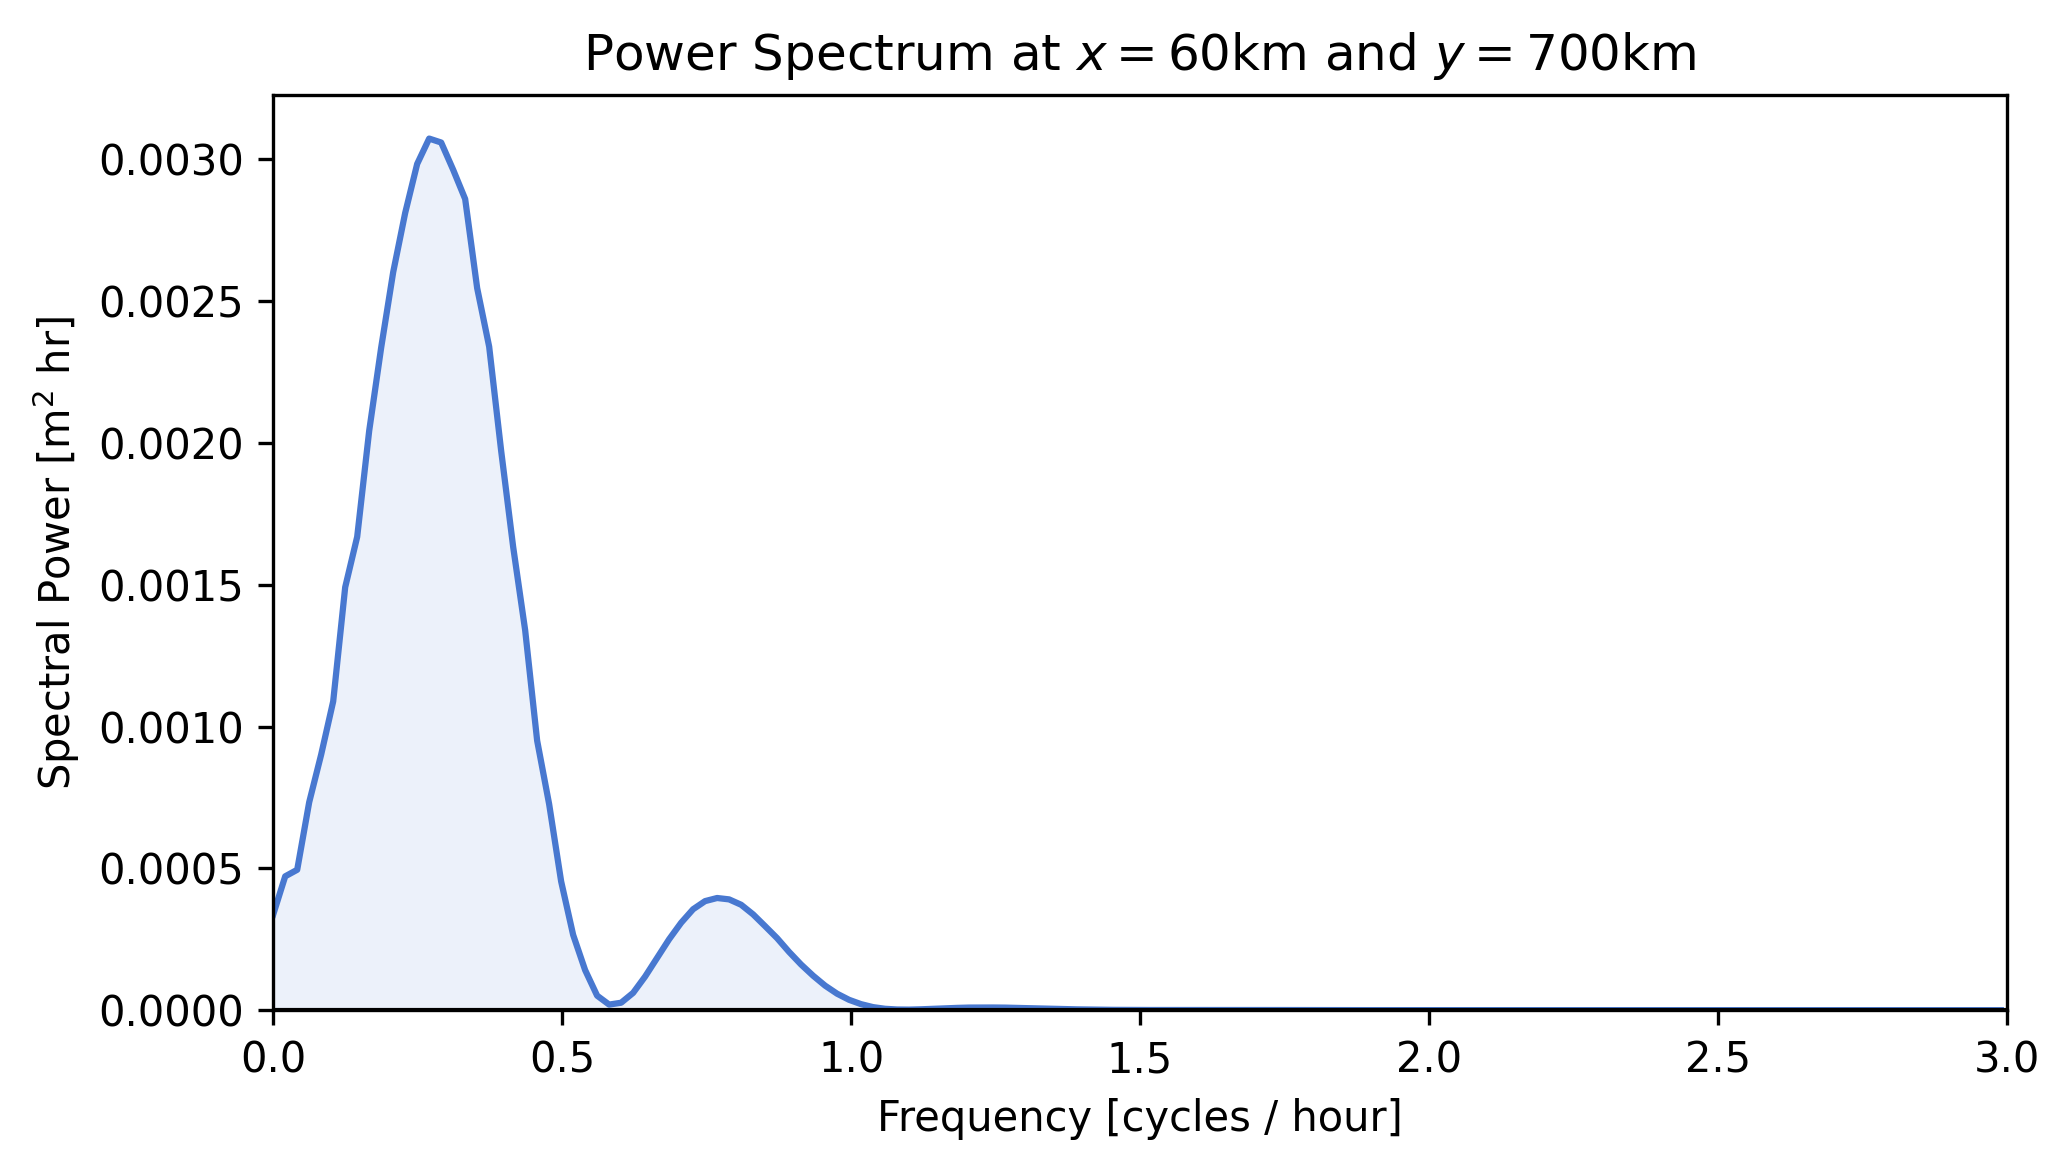 Power Spectrum at x = 60km and y = 700km
0.0030
0.0025
0.0020
0.0015
0.0010
0.0005
0.0000
Spectral Power [m² hr]
0.0 0.5 1.0 1.5 2.0 2.5 3.0
Frequency [cycles / hour]